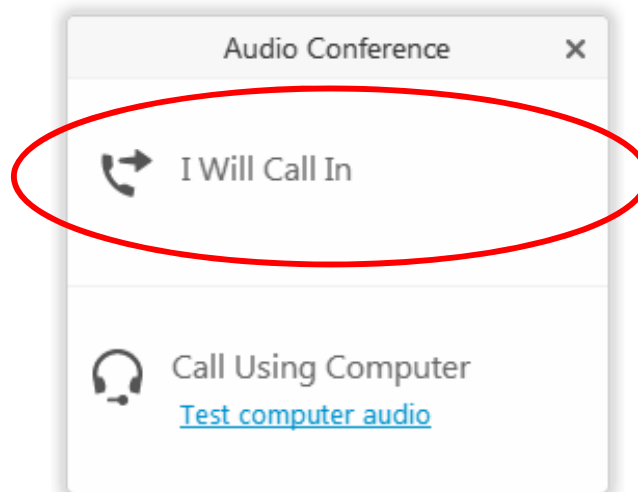 Audio Conference
I Will Call In
Call Using Computer
Test computer audio